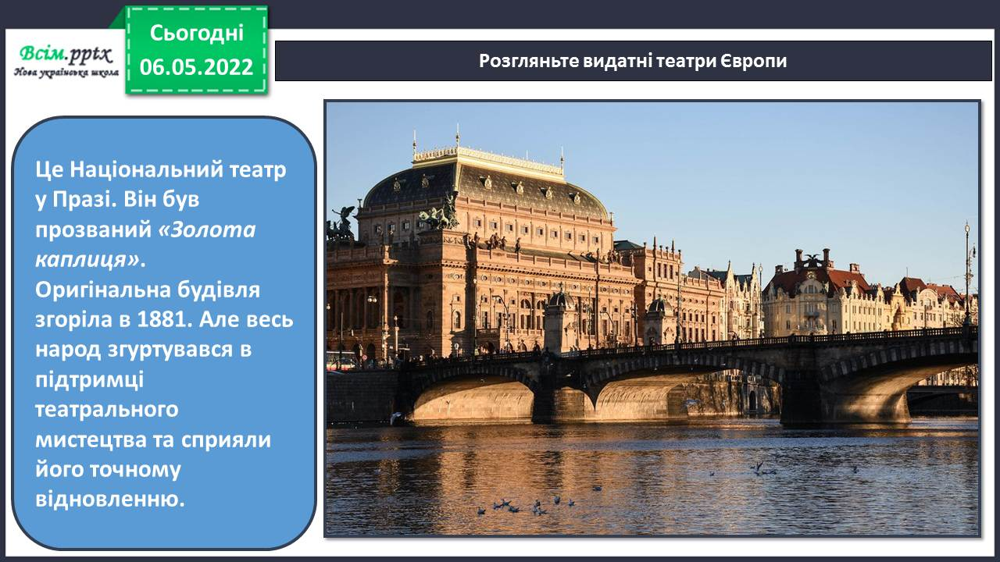 Всім.pptx
Нова українська школа
Сьогодні
06.05.2022
Розгляньте видатні театри Європи
Це Національний театр
у Празі. Він був
прозваний «Золота
каплиця».
Оригінальна будівля
згоріла в 1881. Але весь
народ згуртувався в
підтримці
театрального
мистецтва та сприяли
його точному
відновленню.